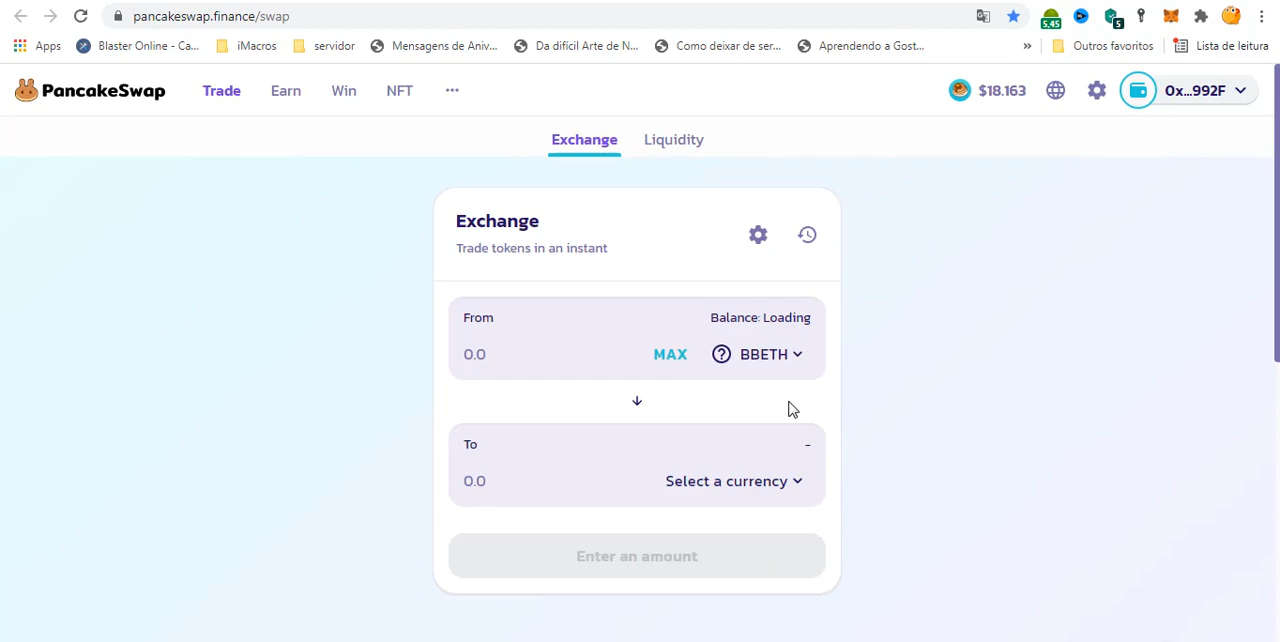 pancakeswap.finance/swap
5,45
5
Apps
Blaster Online - Ca...
iMacros
servidor
Mensagens de Aniv...
Da difícil Arte de N...
Como deixar de ser...
Aprendendo a Gost...
»
Outros favoritos
Lista de leitura
PancakeSwap
Trade
Earn
Win
NFT
$18.163
0x...992F
Exchange
Liquidity
Exchange
Trade tokens in an instant
From
Balance: Loading
0.0
MAX
BBETH
To
-
0.0
Select a currency
Enter an amount